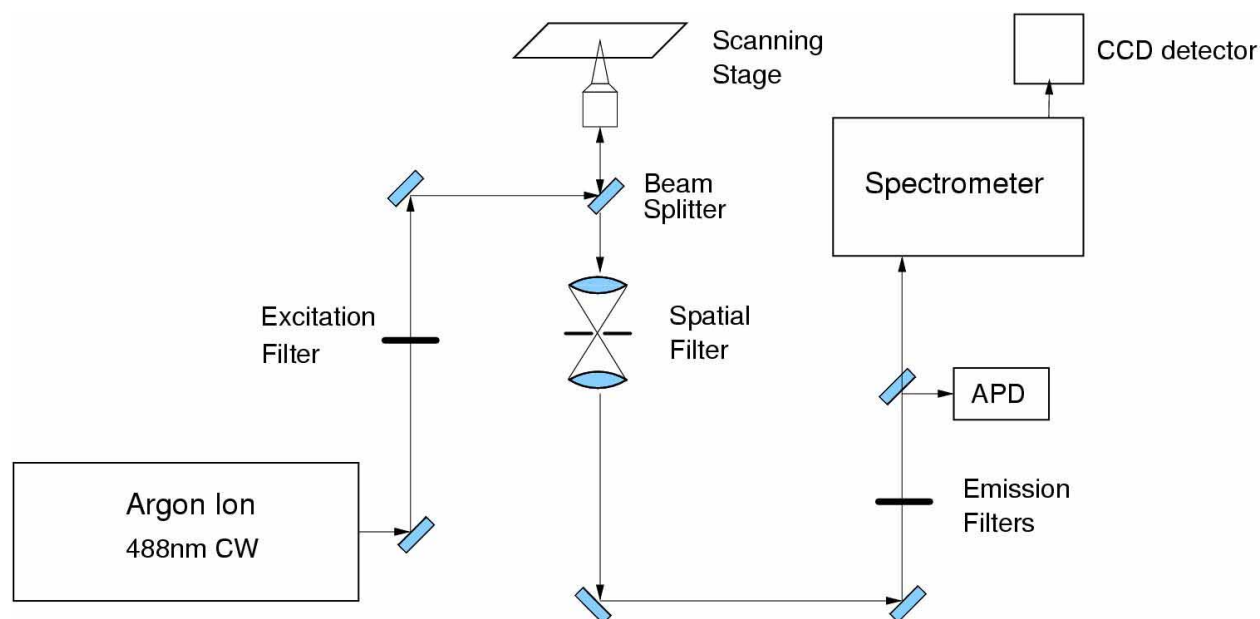 Scanning
Stage
CCD detector
Beam
Splitter
Spectrometer
Excitation
Filter
Spatial
Filter
APD
Argon Ion
488nm CW
Emission
Filters